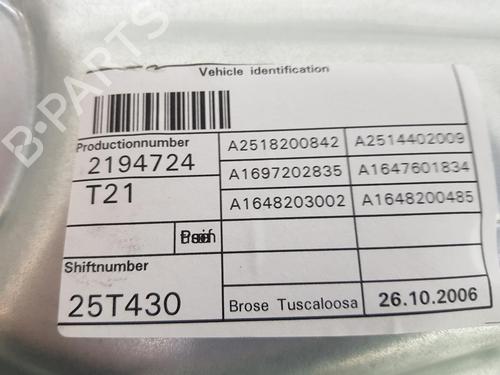 B-PARTS
Vehicle identification
Productionnumber
2194724
T21
A2518200842 A2514402009
A1697202835 A1647601834
A1648203002 A1648200485
Shiftnumber
25T430
Brose Tuscaloosa 26.10.2006